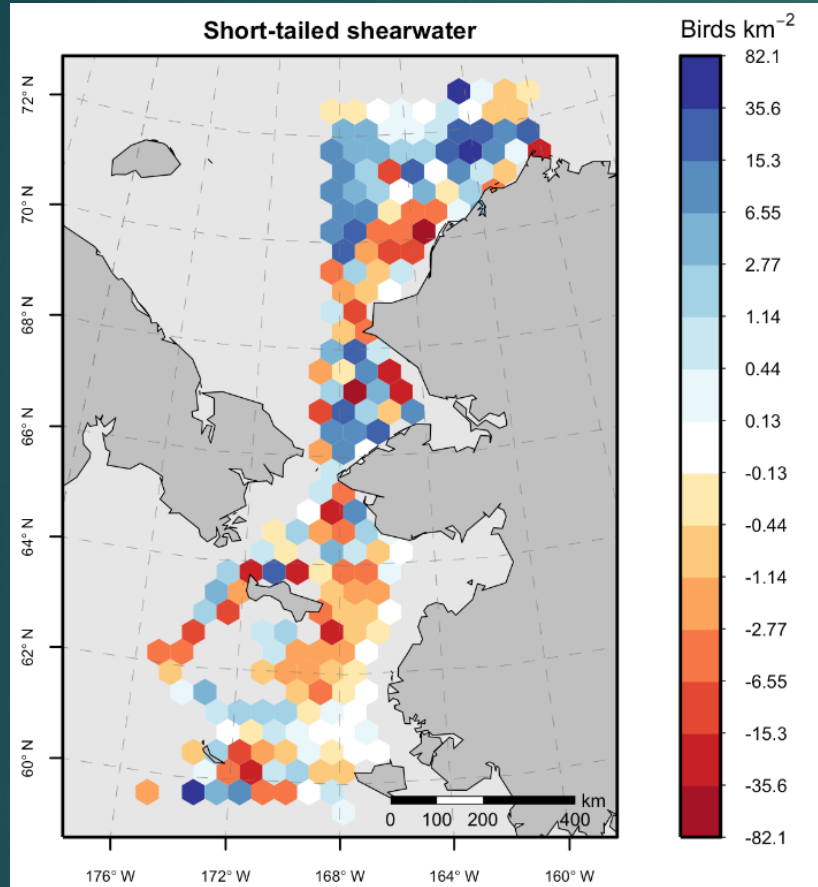 Short-tailed shearwater
Birds km⁻²
72° N
70° N
68° N
66° N
64° N
62° N
60° N
176° W
172° W
168° W
164° W
160° W
km
0 100 200 400
82.1
35.6
15.3
6.55
2.77
1.14
0.44
0.13
-0.13
-0.44
-1.14
-2.77
-6.55
-15.3
-35.6
-82.1